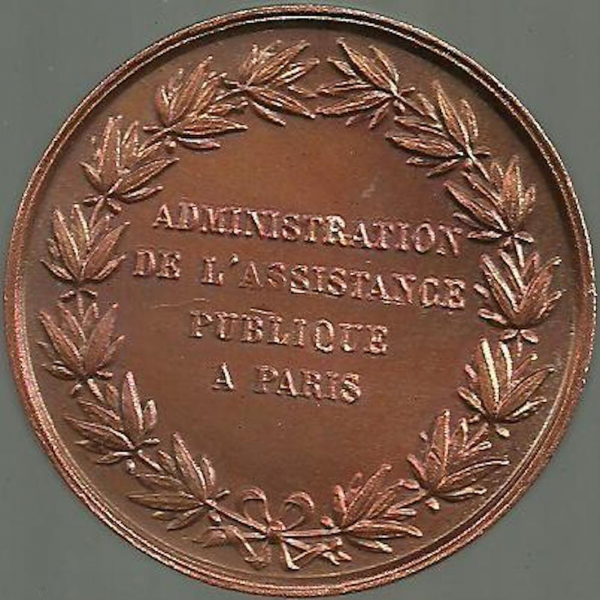 ADMINISTRATION
DE L'ASSISTANCE
PUBLIQUE
A PARIS